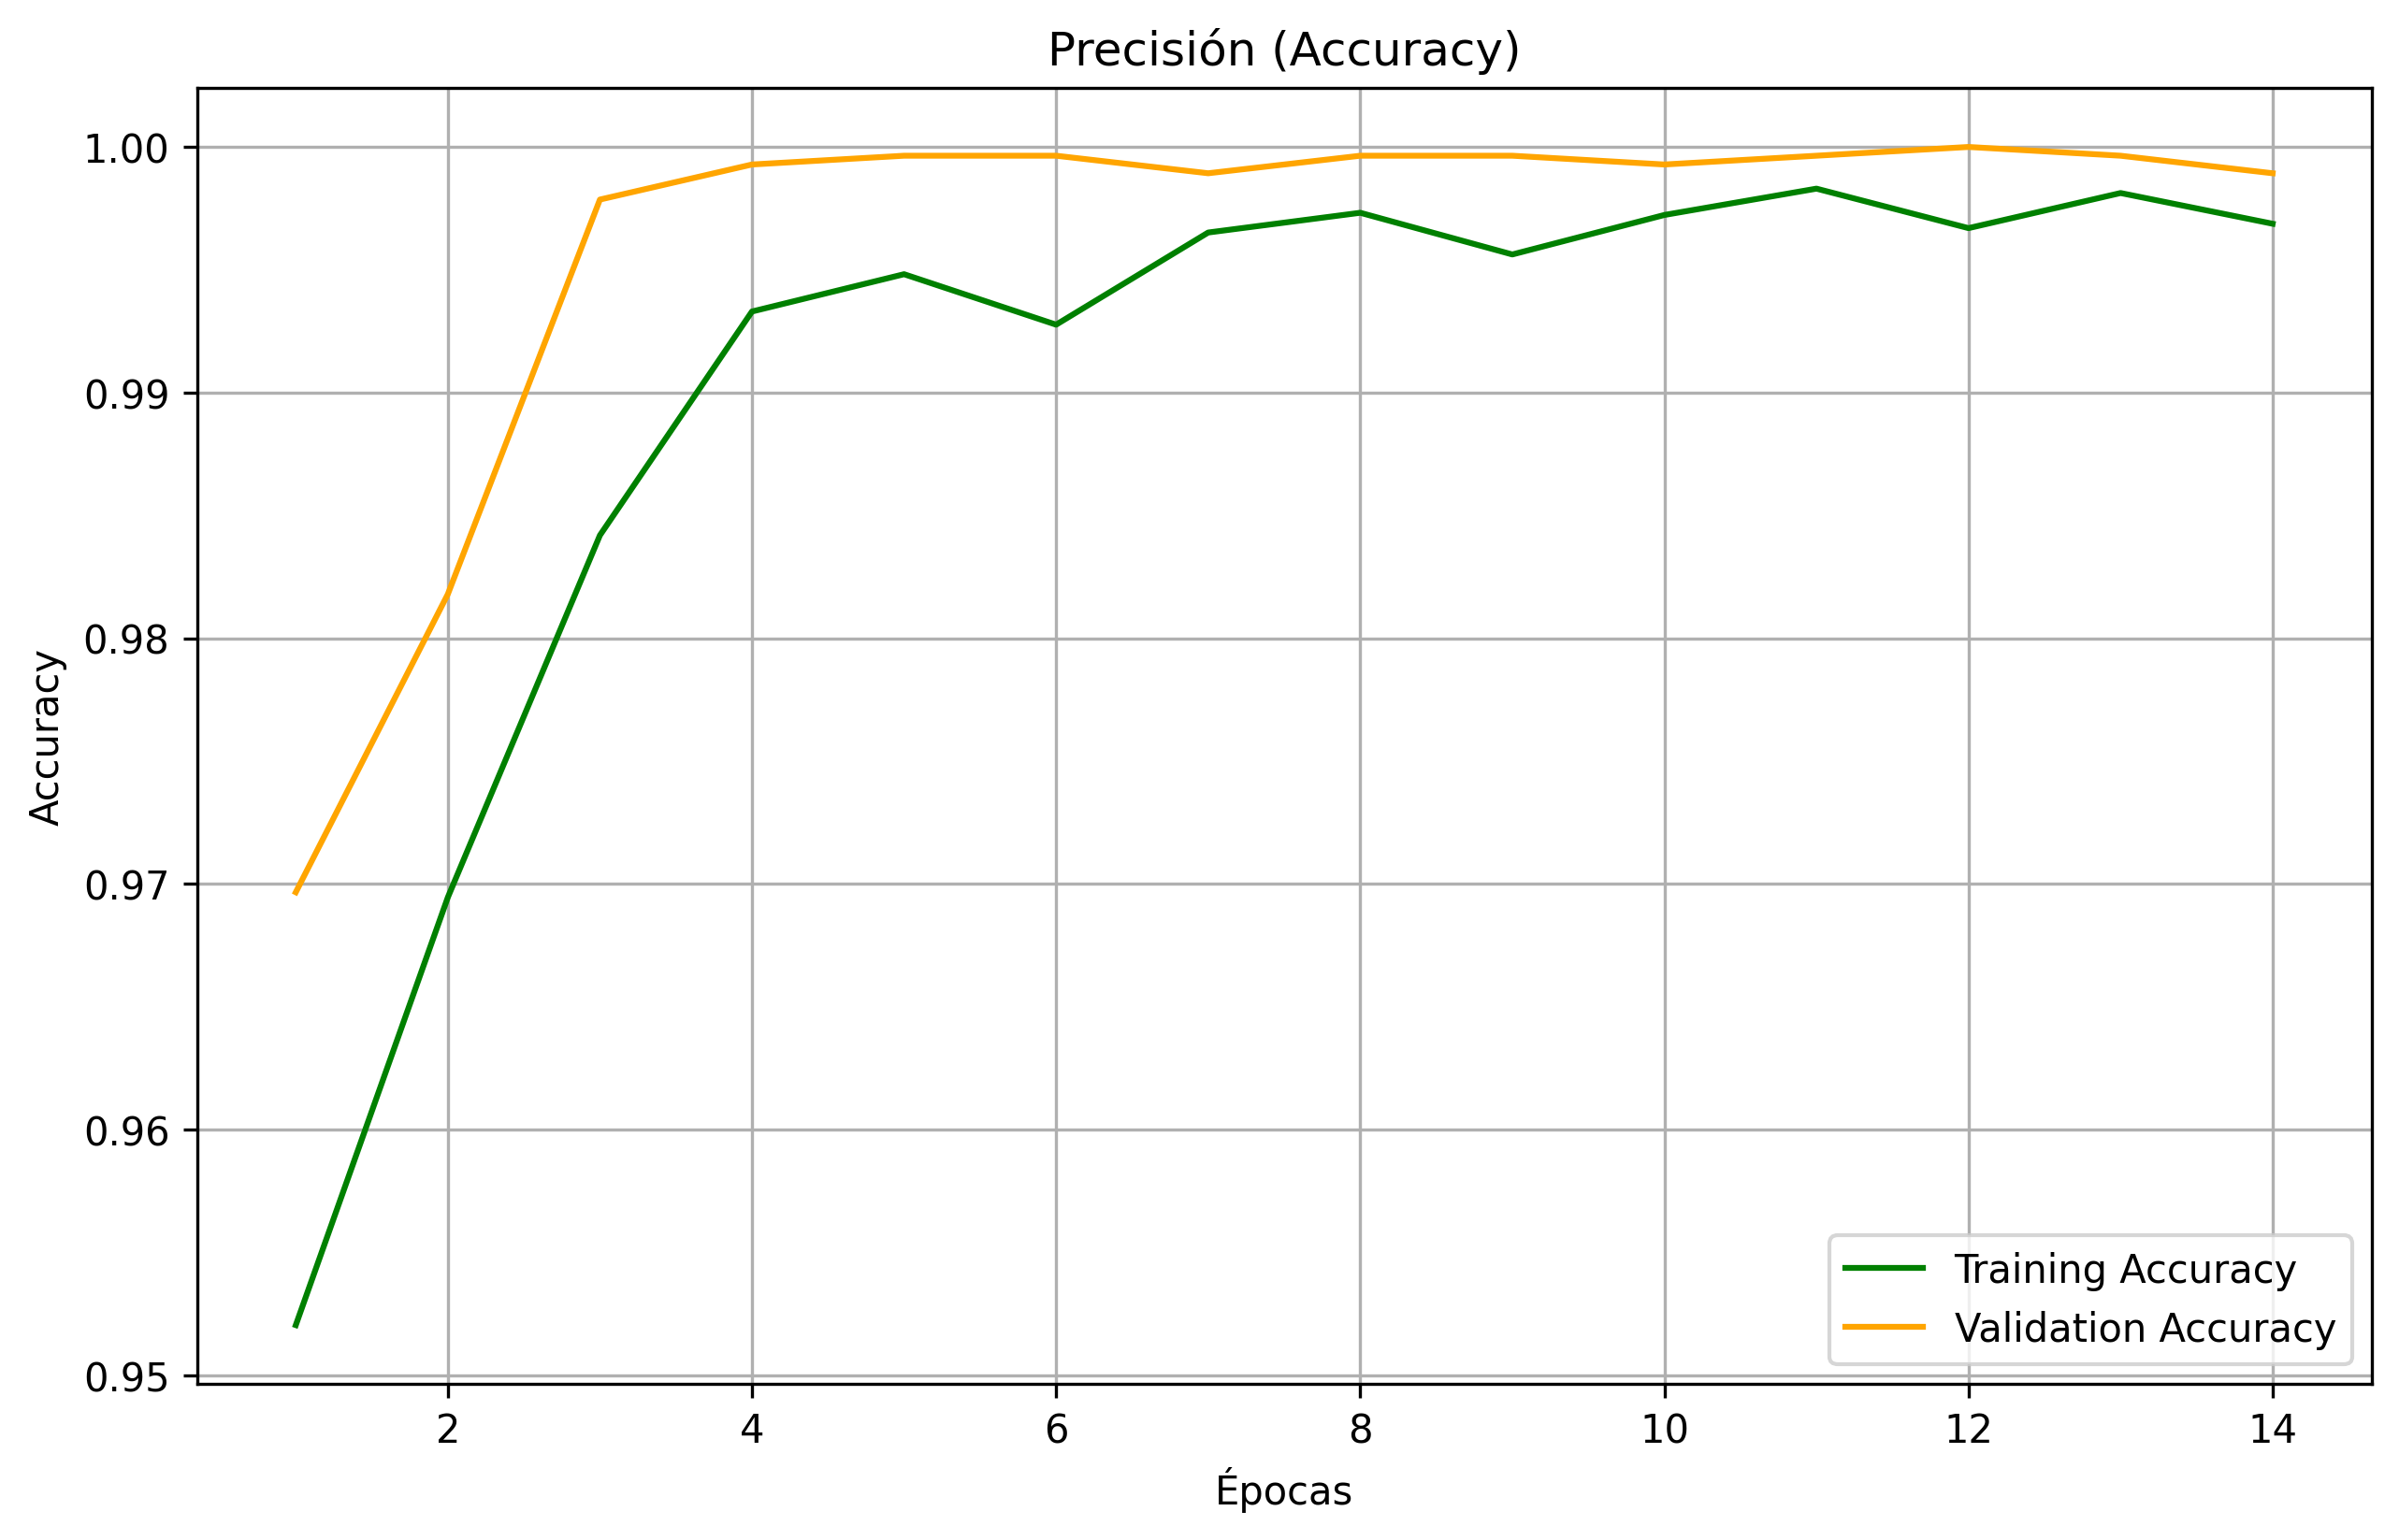 Precisión (Accuracy)
Accuracy
1.00
0.99
0.98
0.97
0.96
0.95
Training Accuracy
Validation Accuracy
2 4 6 8 10 12 14
Épocas